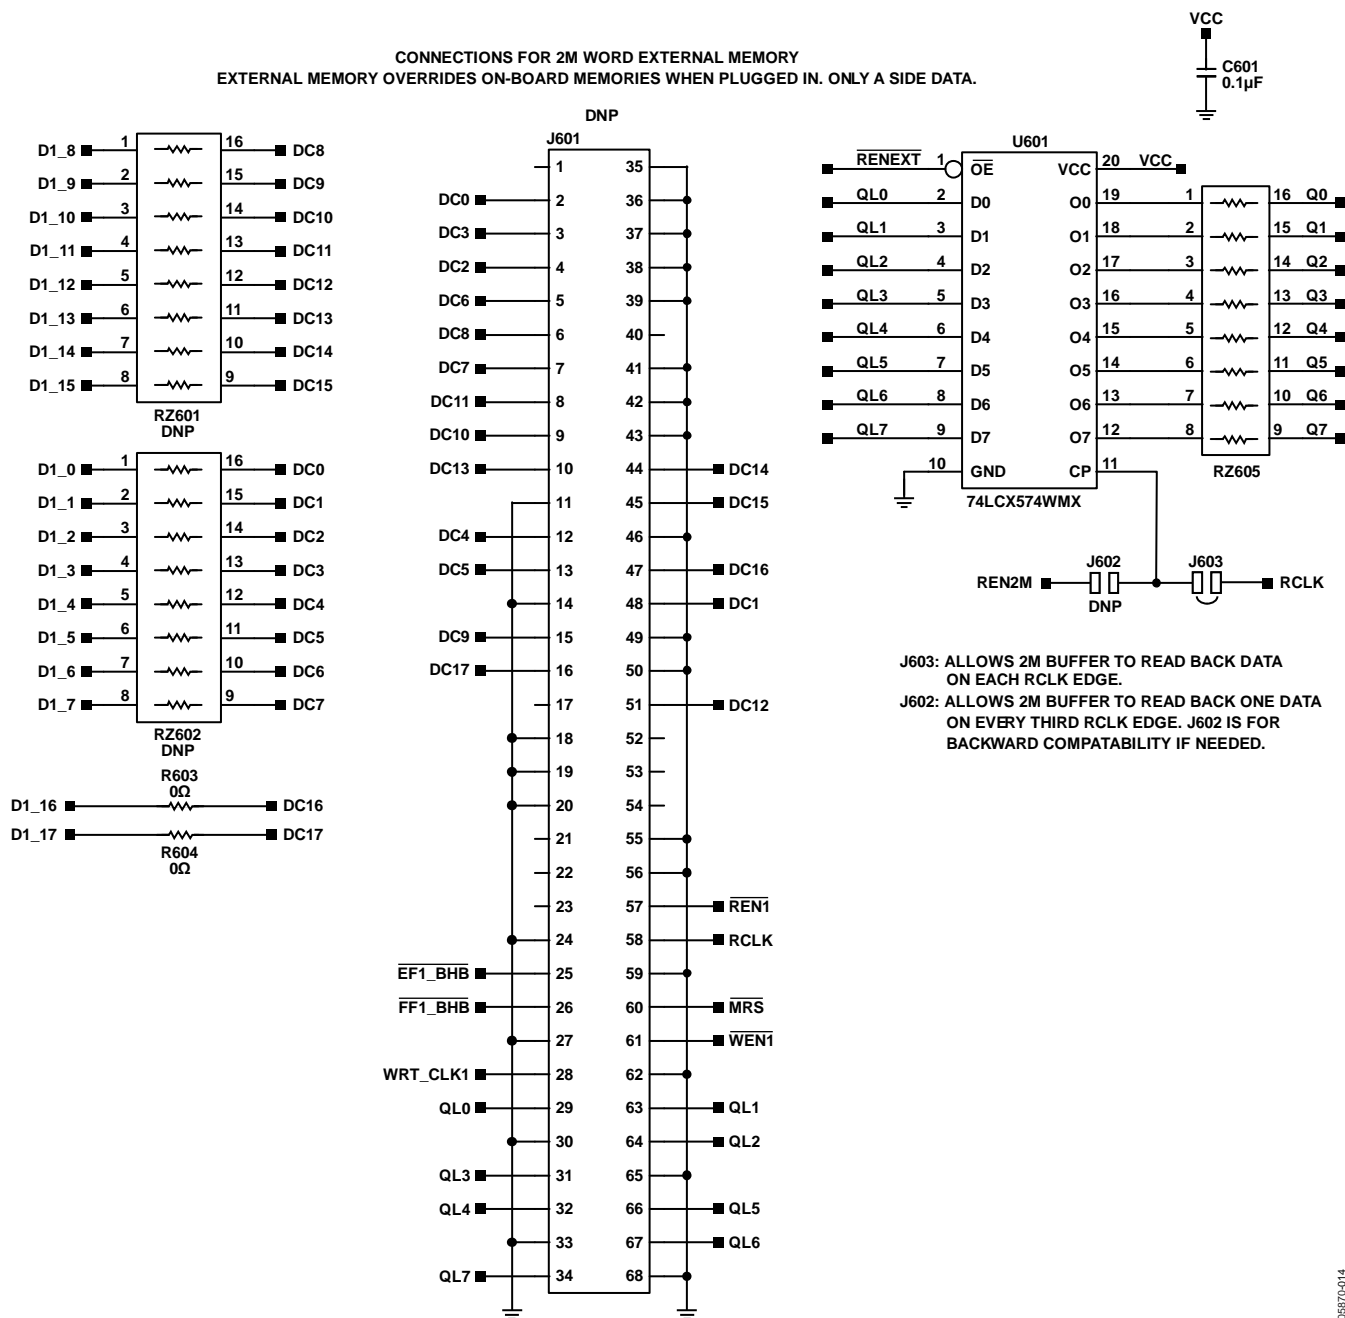 CONNECTIONS FOR 2M WORD EXTERNAL MEMORY
EXTERNAL MEMORY OVERRIDES ON-BOARD MEMORIES WHEN PLUGGED IN. ONLY A SIDE DATA.
VCC
C601
0.1µF
D1_8 1 16 DC8
D1_9 2 15 DC9
D1_10 3 14 DC10
D1_11 4 13 DC11
D1_12 5 12 DC12
D1_13 6 11 DC13
D1_14 7 10 DC14
D1_15 8 9 DC15
RZ601
DNP
D1_0 1 16 DC0
D1_1 2 15 DC1
D1_2 3 14 DC2
D1_3 4 13 DC3
D1_4 5 12 DC4
D1_5 6 11 DC5
D1_6 7 10 DC6
D1_7 8 9 DC7
RZ602
DNP
R603
0Ω
D1_16 DC16
D1_17 DC17
R604
0Ω
DNP
J601
1 35
DC0 2 36
DC3 3 37
DC2 4 38
DC6 5 39
DC8 6 40
DC7 7 41
DC11 8 42
DC10 9 43
DC13 10 44 DC14
11 45 DC15
DC4 12 46
DC5 13 47 DC16
14 48 DC1
DC9 15 49
DC17 16 50
17 51 DC12
18 52
19 53
20 54
21 55
22 56
23 57 REN1
24 58 RCLK
EF1_BHB 25 59
FF1_BHB 26 60 MRS
27 61 WEN1
WRT_CLK1 28 62
QL0 29 63 QL1
30 64 QL2
QL3 31 65
QL4 32 66 QL5
33 67 QL6
QL7 34 68
U601
RENEXT 1 OE VCC 20 VCC
QL0 2 D0 O0 19 1 16 Q0
QL1 3 D1 O1 18 2 15 Q1
QL2 4 D2 O2 17 3 14 Q2
QL3 5 D3 O3 16 4 13 Q3
QL4 6 D4 O4 15 5 12 Q4
QL5 7 D5 O5 14 6 11 Q5
QL6 8 D6 O6 13 7 10 Q6
QL7 9 D7 O7 12 8 9 Q7
10 GND CP 11 RZ605
74LCX574WMX
J602 J603
REN2M RCLK
DNP
J603: ALLOWS 2M BUFFER TO READ BACK DATA
ON EACH RCLK EDGE.
J602: ALLOWS 2M BUFFER TO READ BACK ONE DATA
ON EVERY THIRD RCLK EDGE. J602 IS FOR
BACKWARD COMPATABILITY IF NEEDED.
05870-014